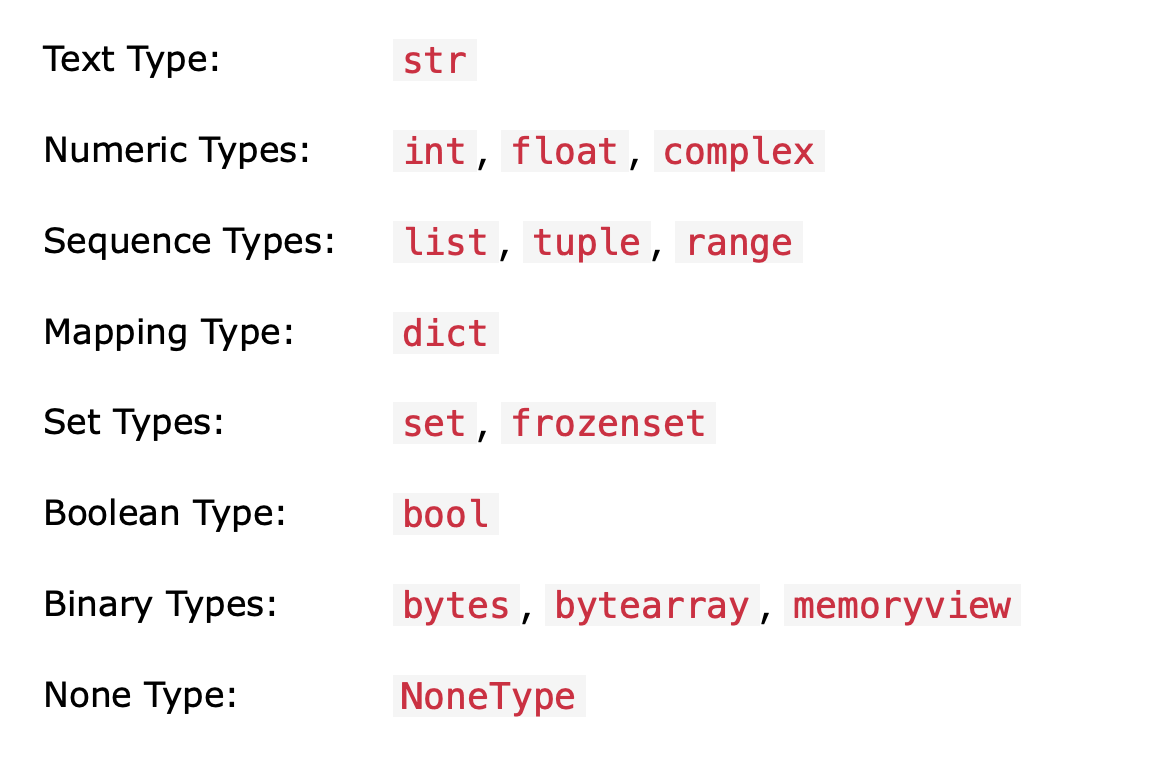 Text Type: str
Numeric Types: int, float, complex
Sequence Types: list, tuple, range
Mapping Type: dict
Set Types: set, frozenset
Boolean Type: bool
Binary Types: bytes, bytearray, memoryview
None Type: NoneType